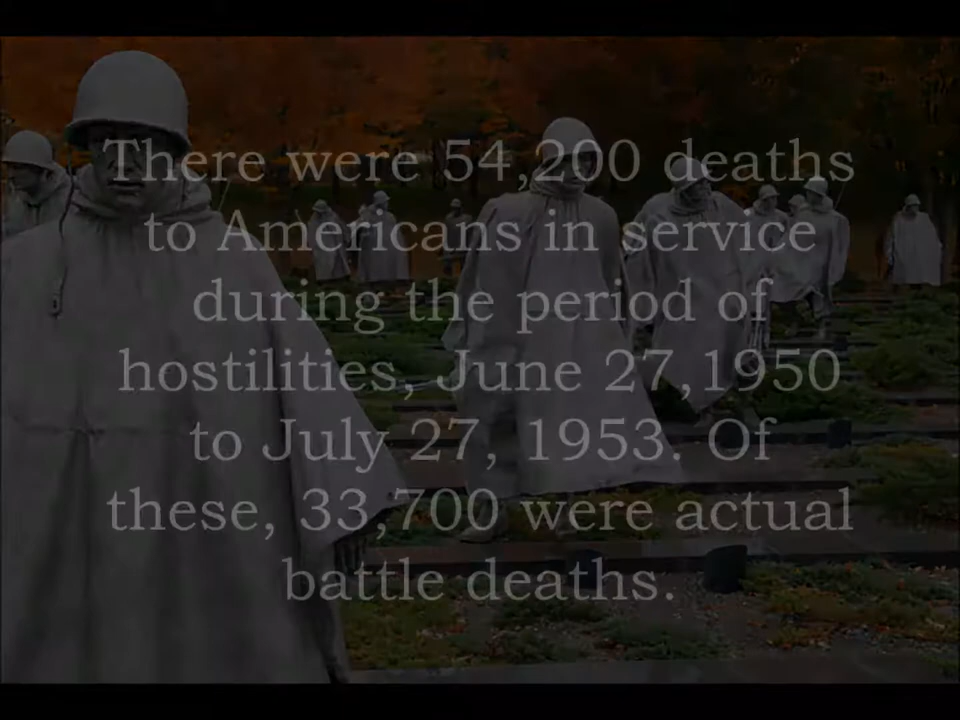 There were 54,200 deaths
to Americans in service
during the period of
hostilities, June 27,1950
to July 27, 1953. Of
these, 33,700 were actual
battle deaths.